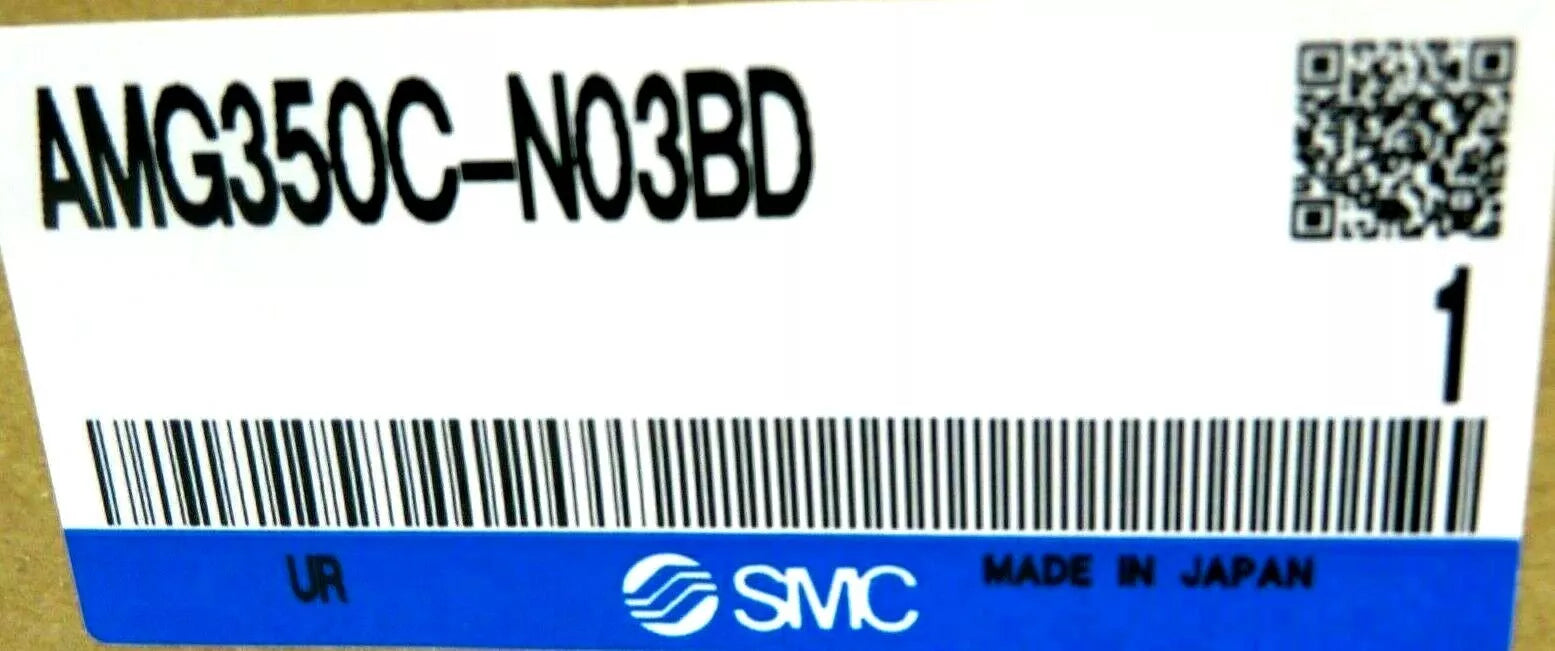 AMG350C-N03BD
1
UR
SMC
MADE IN JAPAN